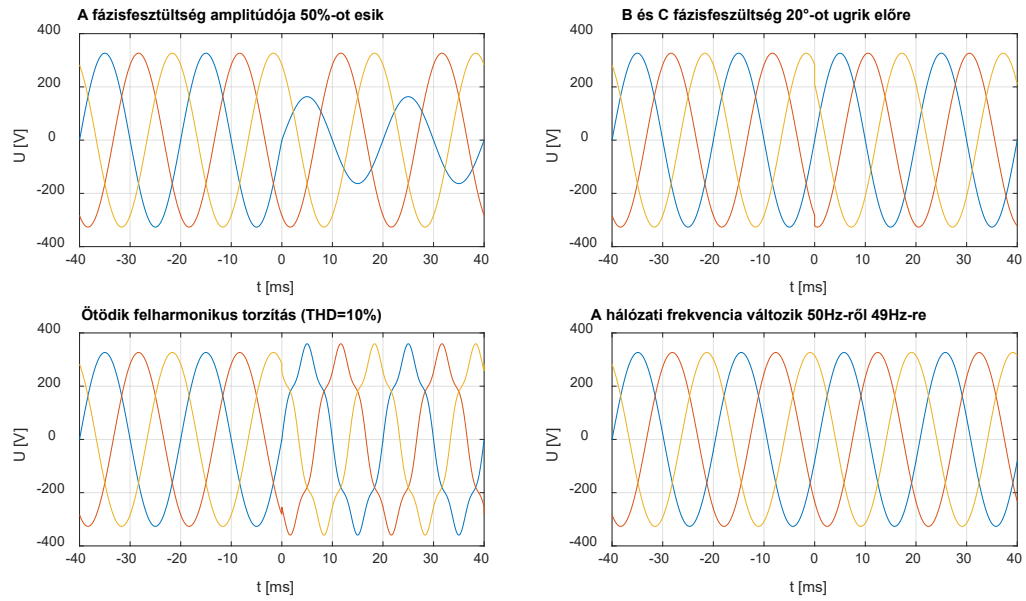 A fázisfesztültség amplitúdója 50%-ot esik
400
200
0
-200
-400
U [V]
-40 -30 -20 -10 0 10 20 30 40
t [ms]
B és C fázisfeszültség 20°-ot ugrik előre
400
200
0
-200
-400
U [V]
-40 -30 -20 -10 0 10 20 30 40
t [ms]
Ötödik felharmonikus torzítás (THD=10%)
400
200
0
-200
-400
U [V]
-40 -30 -20 -10 0 10 20 30 40
t [ms]
A hálózati frekvencia változik 50Hz-ről 49Hz-re
400
200
0
-200
-400
U [V]
-40 -30 -20 -10 0 10 20 30 40
t [ms]